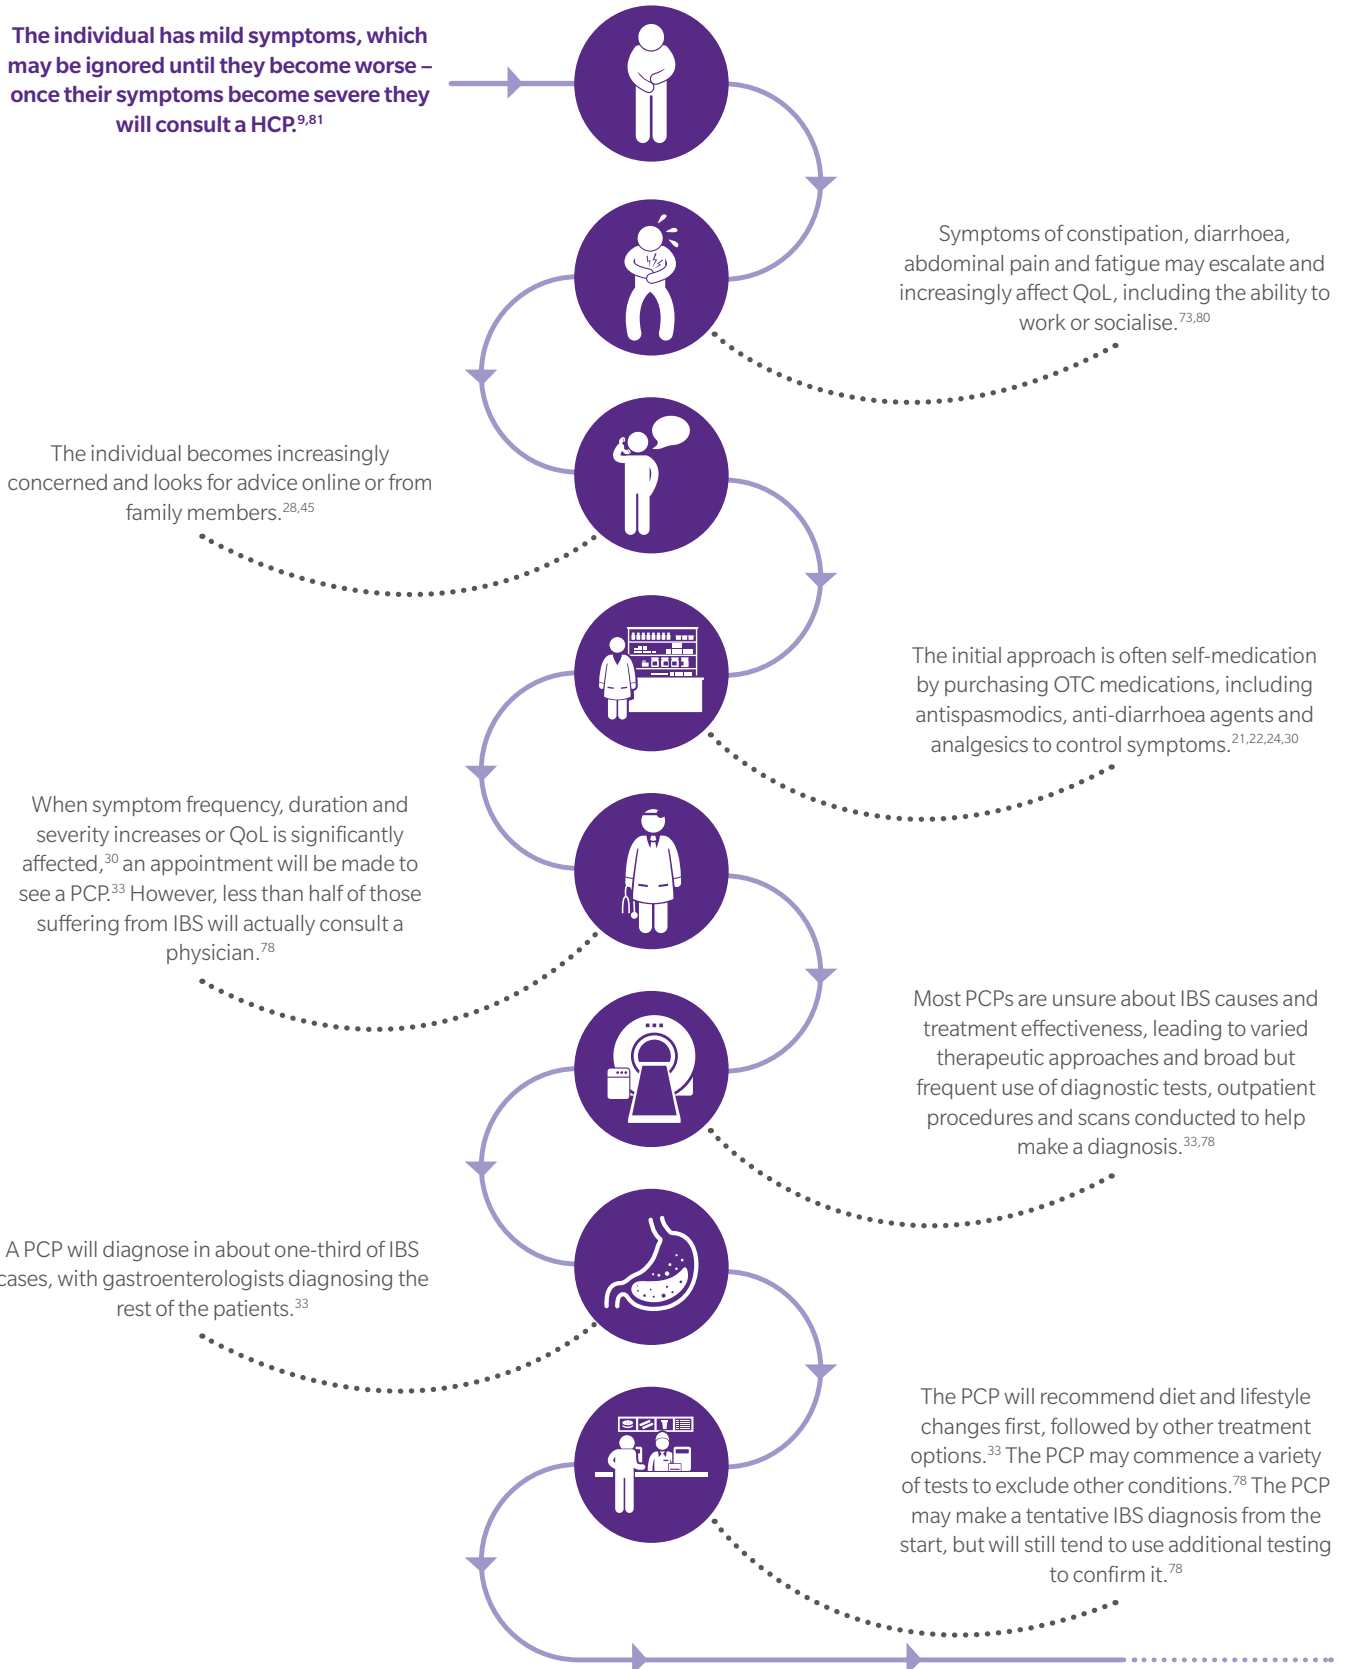 The individual has mild symptoms, which
may be ignored until they become worse –
once their symptoms become severe they
will consult a HCP.9,81
Symptoms of constipation, diarrhoea,
abdominal pain and fatigue may escalate and
increasingly affect QoL, including the ability to
work or socialise.73,80
The individual becomes increasingly
concerned and looks for advice online or from
family members.28,45
The initial approach is often self-medication
by purchasing OTC medications, including
antispasmodics, anti-diarrhoea agents and
analgesics to control symptoms.21,22,24,30
When symptom frequency, duration and
severity increases or QoL is significantly
affected,30 an appointment will be made to
see a PCP.33 However, less than half of those
suffering from IBS will actually consult a
physician.78
Most PCPs are unsure about IBS causes and
treatment effectiveness, leading to varied
therapeutic approaches and broad but
frequent use of diagnostic tests, outpatient
procedures and scans conducted to help
make a diagnosis.33,78
A PCP will diagnose in about one-third of IBS
cases, with gastroenterologists diagnosing the
rest of the patients.33
The PCP will recommend diet and lifestyle
changes first, followed by other treatment
options.33 The PCP may commence a variety
of tests to exclude other conditions.78 The PCP
may make a tentative IBS diagnosis from the
start, but will still tend to use additional testing
to confirm it.78